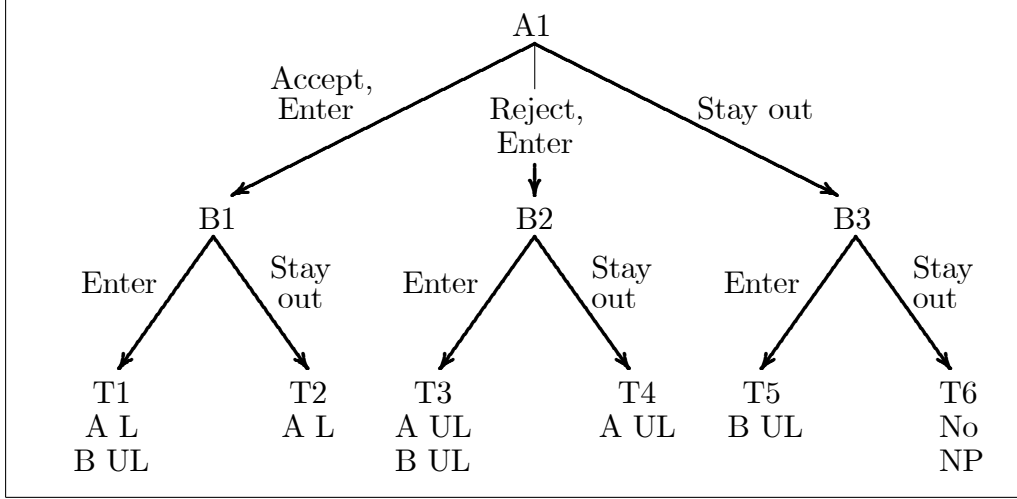 A1
Accept,
Enter
Reject,
Enter
Stay out
B1
B2
B3
Enter
Stay
out
Enter
Stay
out
Enter
Stay
out
T1
A L
B UL
T2
A L
T3
A UL
B UL
T4
A UL
T5
B UL
T6
No
NP